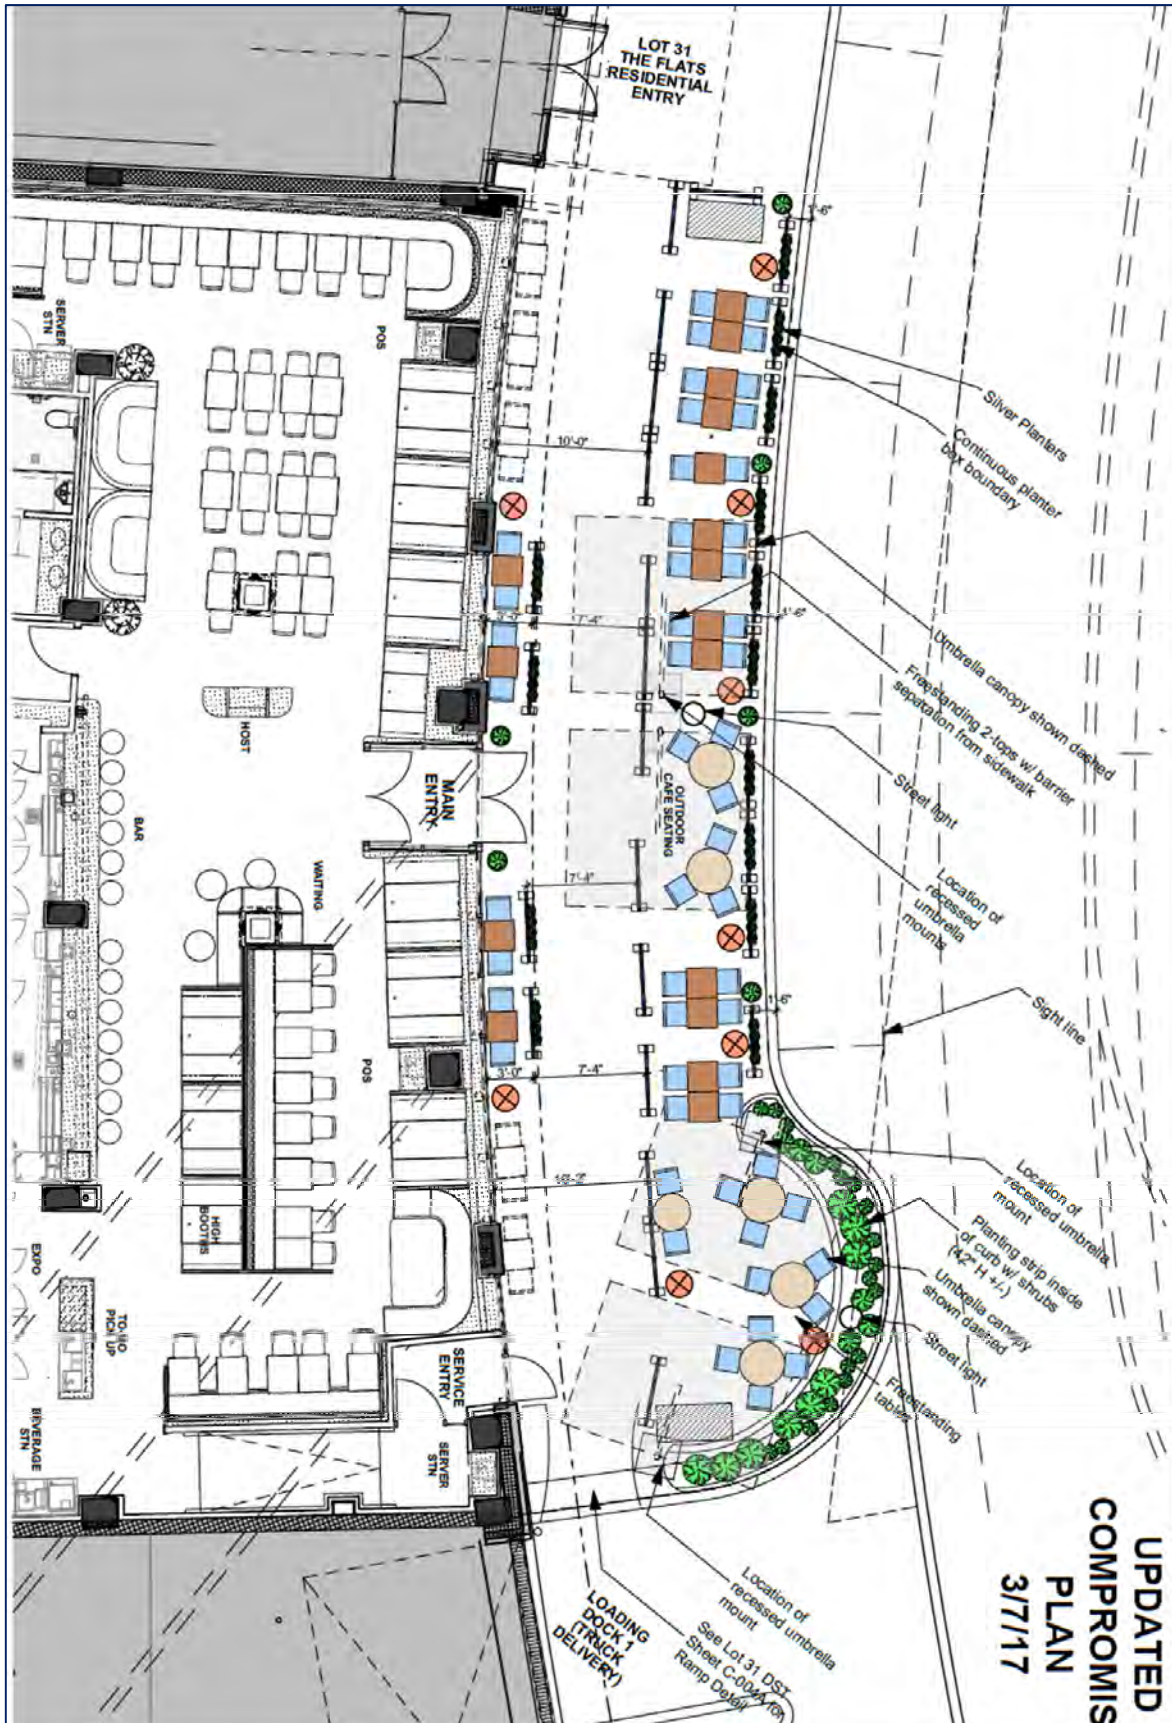 LOT 31
THE FLATS
RESIDENTIAL
ENTRY
1'-6"
SERVER
STN
POS
Silver Planters
Continuous planter
box boundary
10'-0"
7'-4"
Umbrella canopy shown dashed
Freestanding 2-tops w/ barrier
sepatation from sidewalk
HOST
Street light
MAIN
ENTRY
OUTDOOR
CAFE SEATING
BAR
WAITING
7'-4"
Location of
recessed
umbrella
mounts
1'-6"
Sight line
POS
3'-0"
7'-4"
Location of
recessed umbrella
mount
Planting strip inside
of curb w/ shrubs
(42" H +/-)
Umbrella canopy
shown dashed
Street light
HIGH
BOOTHS
EXPO
PICK UP
SERVICE
ENTRY
Freestanding
tables
BEVERAGE
STN
SERVER
STN
UPDATED
COMPROMIS
PLAN
3/7/17
LOADING
DOCK 1
(TRUCK
DELIVERY)
Location of
recessed umbrella
mount
See Lot 31 DST
Sheet C-004A for
Ramp Detail